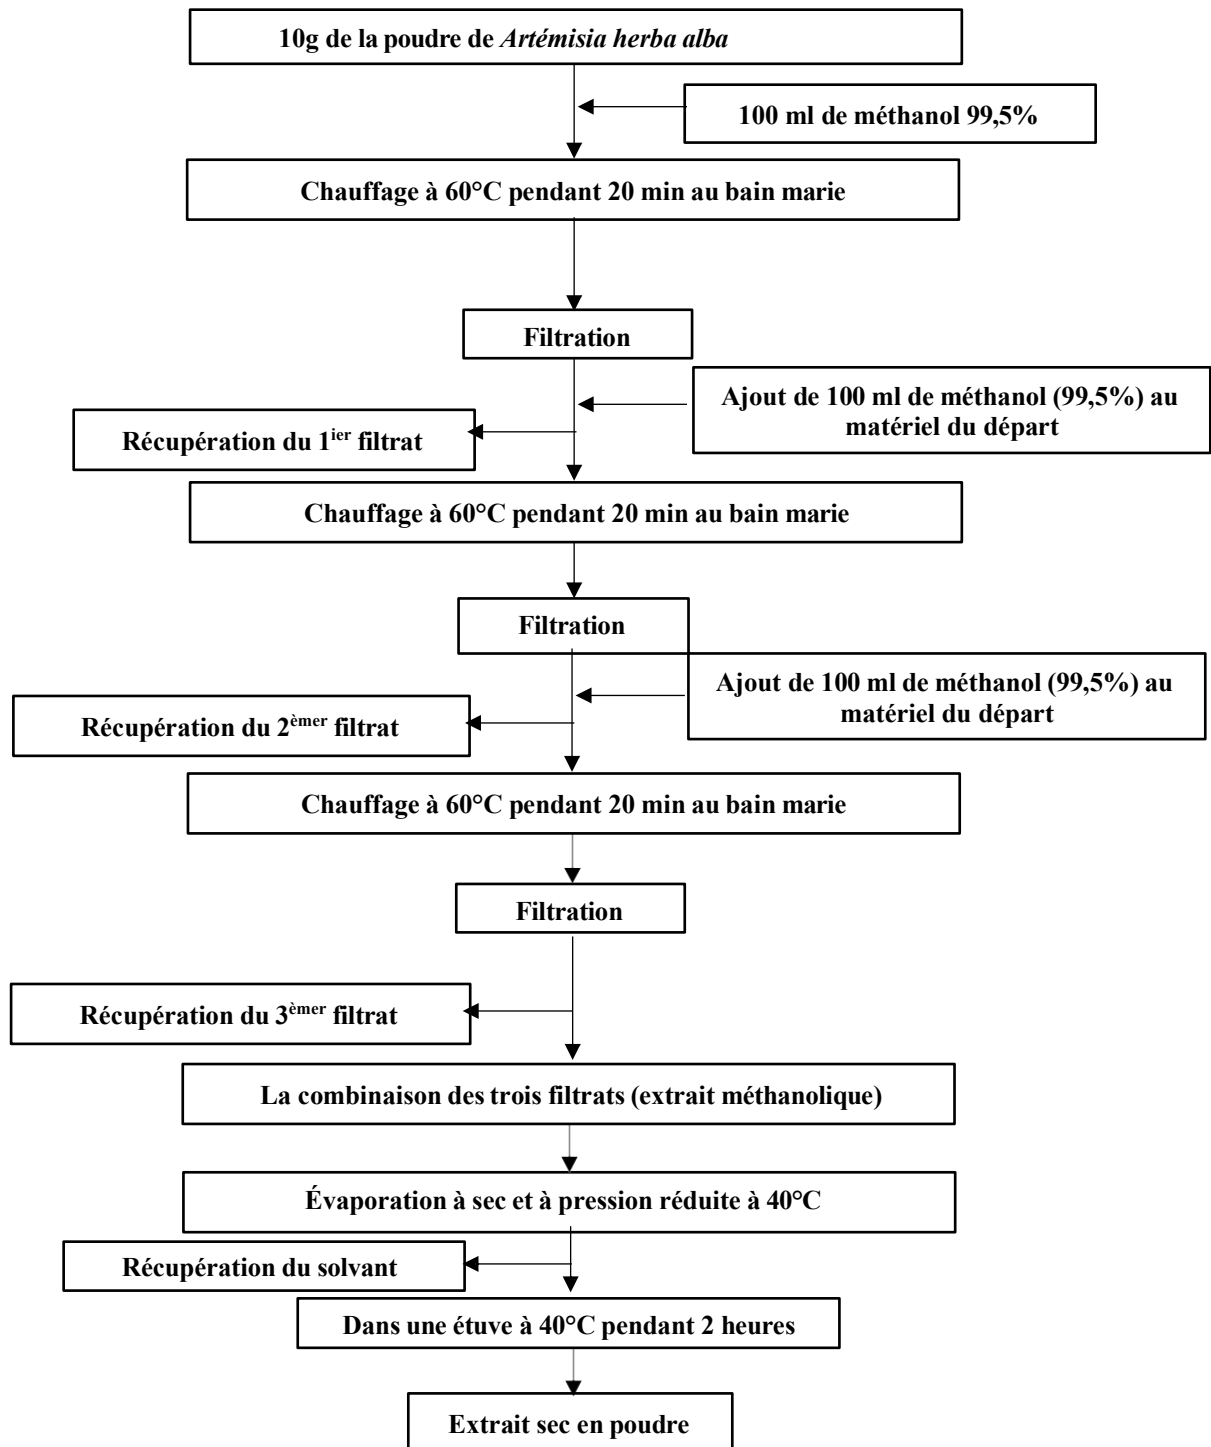 10g de la poudre de Artémisia herba alba
100 ml de méthanol 99,5%
Chauffage à 60°C pendant 20 min au bain marie
Filtration
Ajout de 100 ml de méthanol (99,5%) au
matériel du départ
Récupération du 1ier filtrat
Chauffage à 60°C pendant 20 min au bain marie
Filtration
Ajout de 100 ml de méthanol (99,5%) au
matériel du départ
Récupération du 2èmer filtrat
Chauffage à 60°C pendant 20 min au bain marie
Filtration
Récupération du 3èmer filtrat
La combinaison des trois filtrats (extrait méthanolique)
Évaporation à sec et à pression réduite à 40°C
Récupération du solvant
Dans une étuve à 40°C pendant 2 heures
Extrait sec en poudre